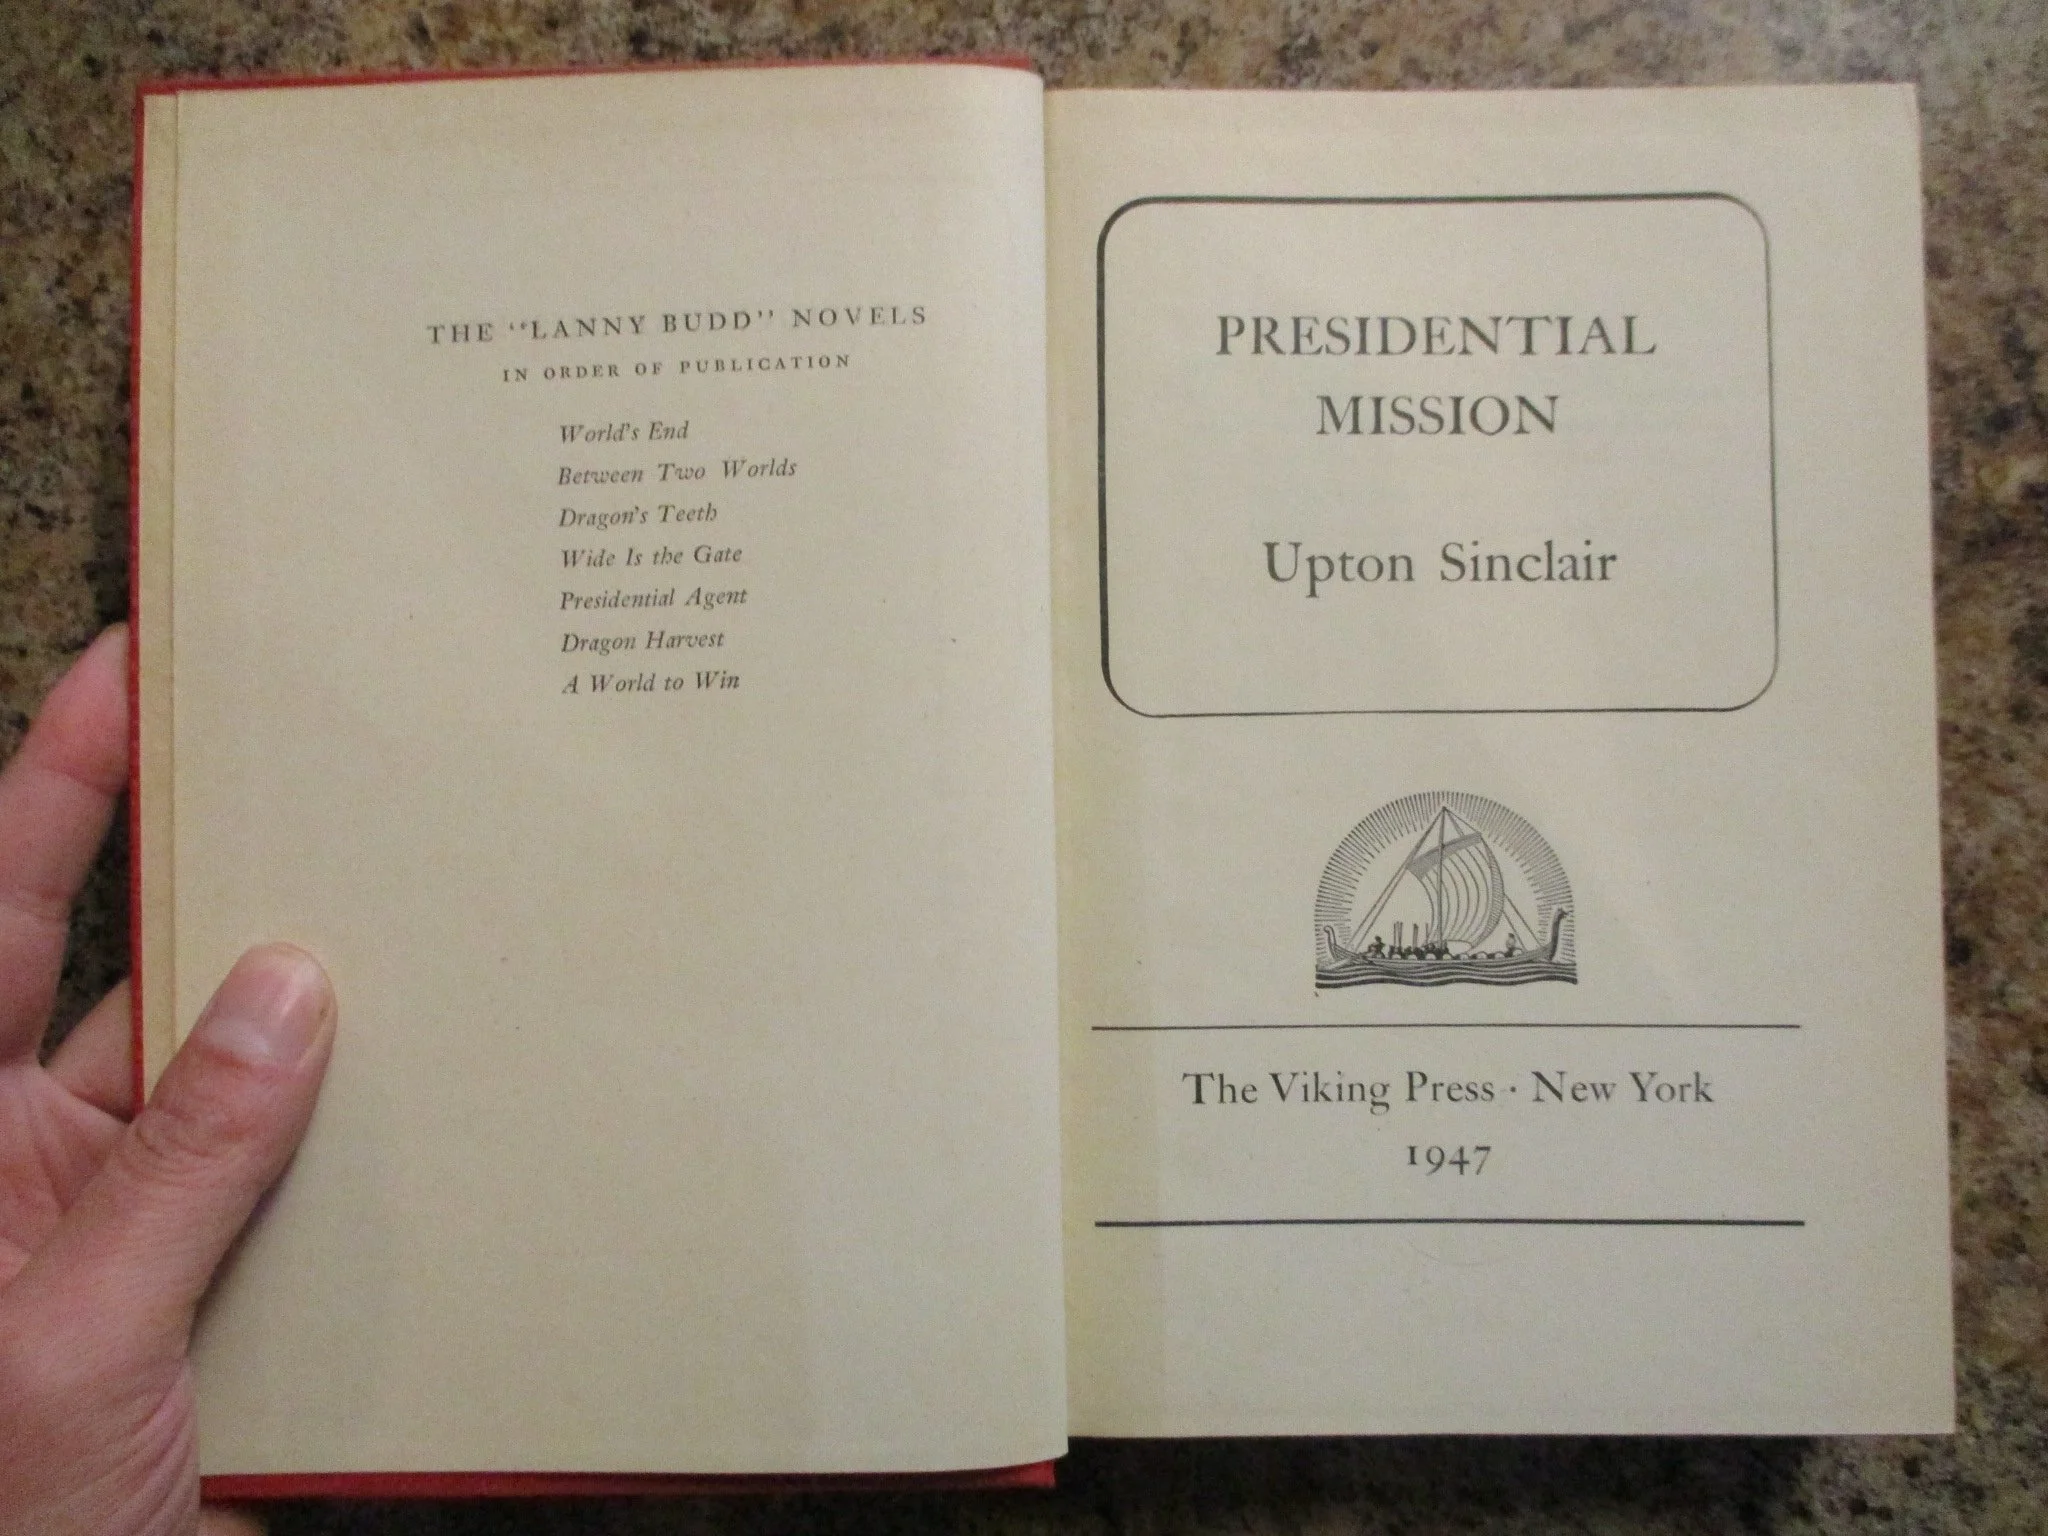 THE "LANNY BUDD" NOVELS
IN ORDER OF PUBLICATION
World's End
Between Two Worlds
Dragon's Teeth
Wide Is the Gate
Presidential Agent
Dragon Harvest
A World to Win
PRESIDENTIAL
MISSION
Upton Sinclair
The Viking Press · New York
1947